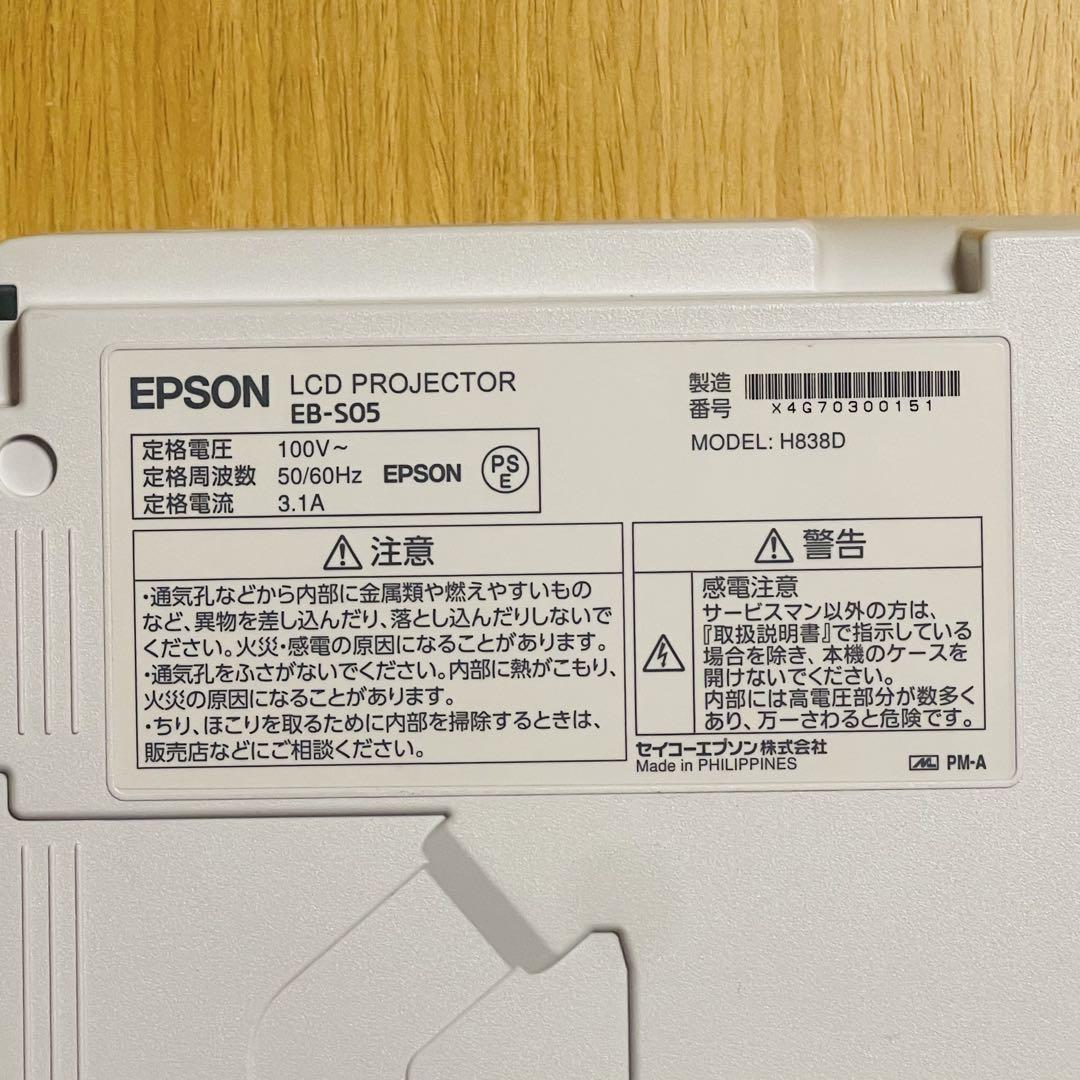 EPSON LCD PROJECTOR
EB-S05
製造
番号
X4G70300151
MODEL: H838D
定格電圧 100V～
定格周波数 50/60Hz
定格電流 3.1A
EPSON
PS
E
注意
・通気孔などから内部に金属類や燃えやすいもの
など、異物を差し込んだり、落とし込んだりしないで
ください。火災・感電の原因になることがあります。
・通気孔をふさがないでください。内部に熱がこもり、
火災の原因になることがあります。
・ちり、ほこりを取るために内部を掃除するときは、
販売店などにご相談ください。
警告
感電注意
サービスマン以外の方は、
『取扱説明書』で指示している
場合を除き、本機のケースを
開けないでください。
内部には高電圧部分が数多く
あり、万一さわると危険です。
セイコーエプソン株式会社
Made in PHILIPPINES
PM-A